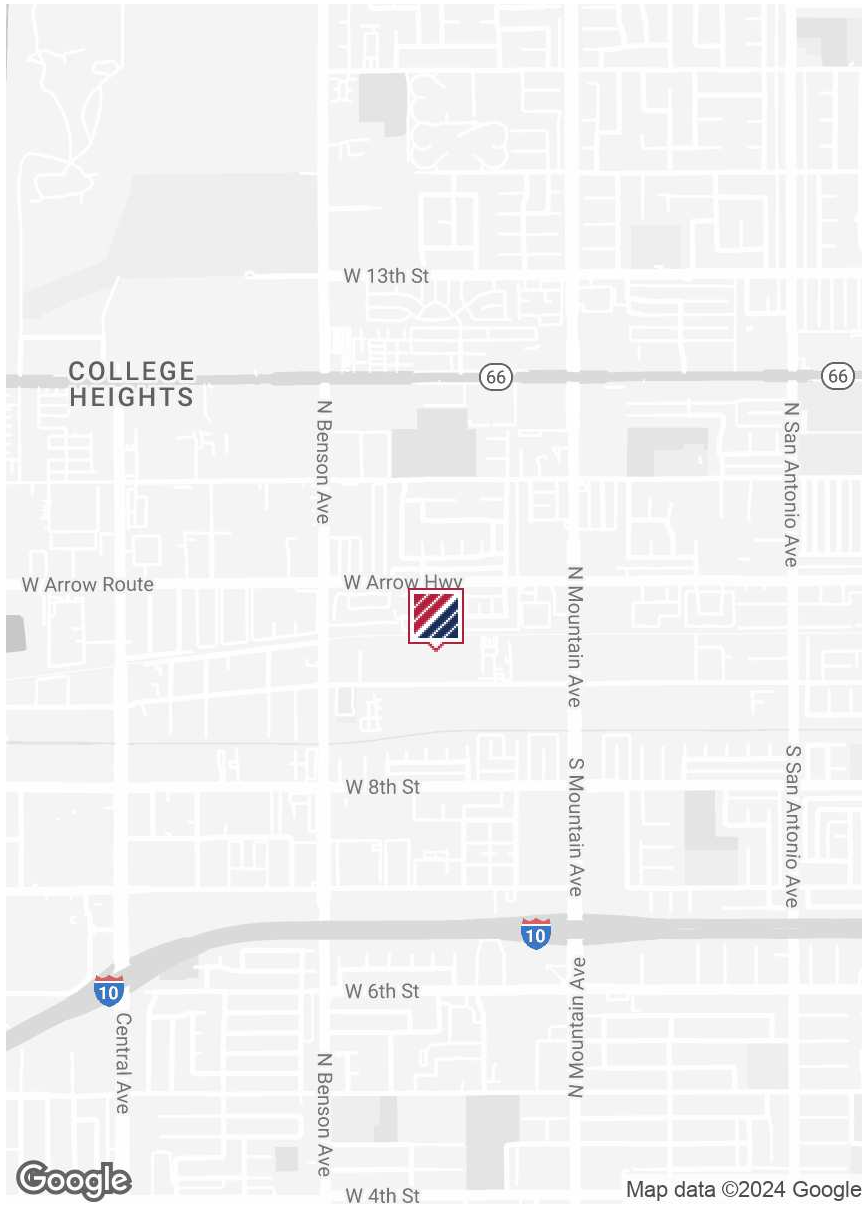 W 13th St
COLLEGE
HEIGHTS
66
66
N Benson Ave
N San Antonio Ave
W Arrow Route
W Arrow Hwy
N Mountain Ave
S Mountain Ave
S San Antonio Ave
W 8th St
10
10
W 6th St
N Mountain Ave
Central Ave
N Benson Ave
Google
W 4th St
Map data ©2024 Google